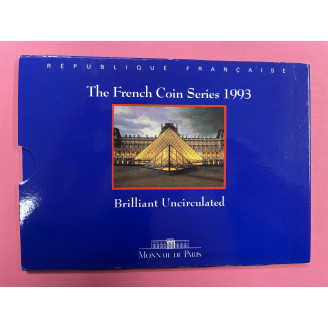 RÉPUBLIQUE FRANÇAISE
The French Coin Series 1993
Brilliant Uncirculated
MONNAIE DE PARIS